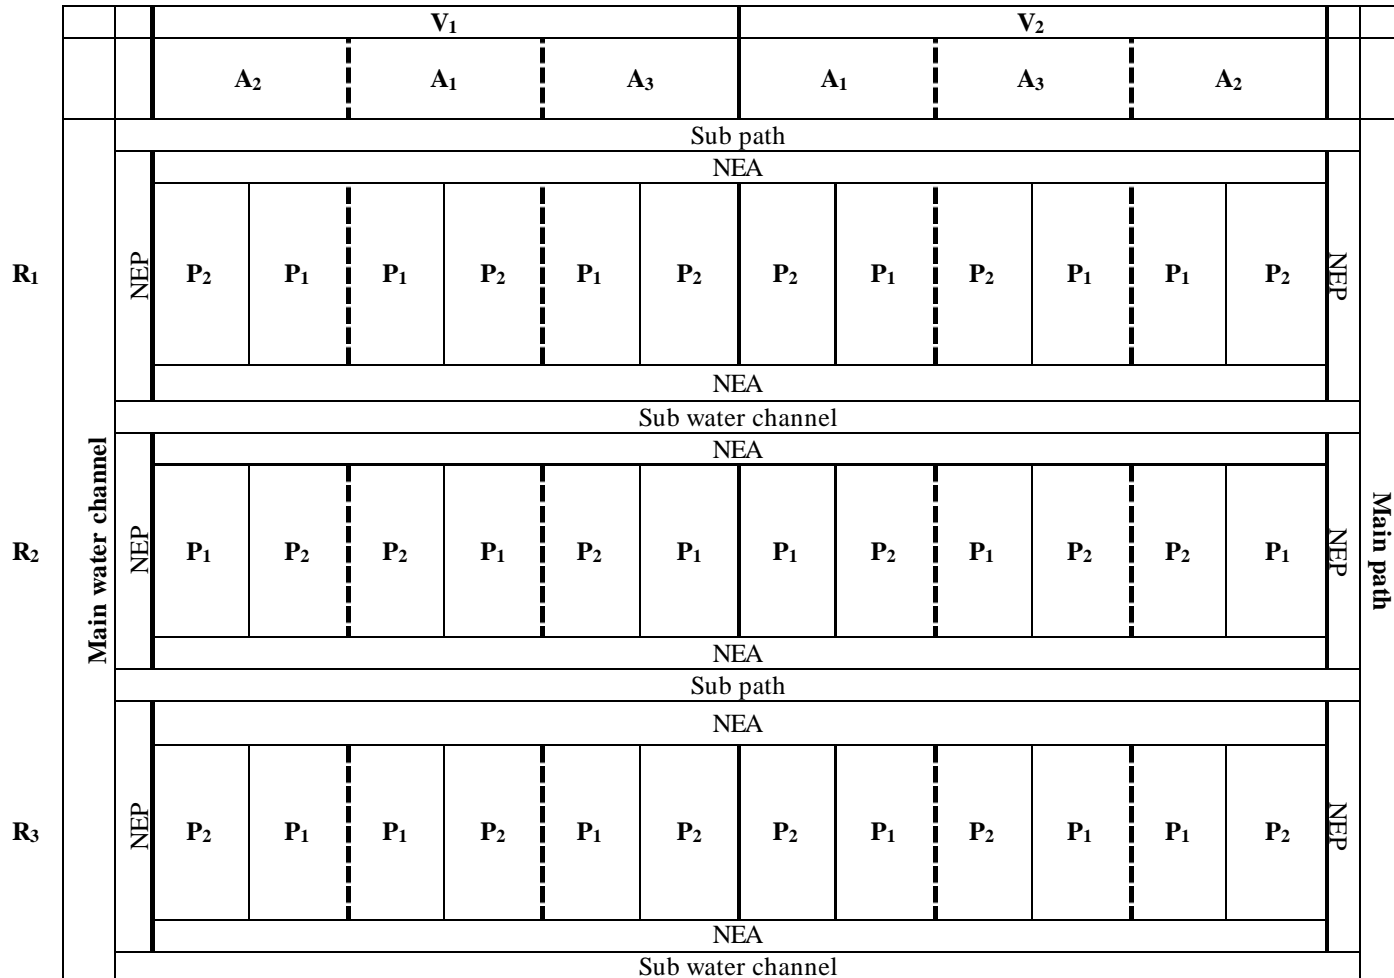 V₁ V₂
A₂ A₁ A₃ A₁ A₃ A₂
Sub path
NEA
R₁ NEP P₂ P₁ P₁ P₂ P₁ P₂ P₂ P₁ P₂ P₁ P₁ P₂ NEP
NEA
Sub water channel
NEA
R₂ Main water channel NEP P₁ P₂ P₂ P₁ P₂ P₁ P₁ P₂ P₁ P₂ P₂ P₁ NEP Main path
NEA
Sub path
NEA
R₃ NEP P₂ P₁ P₁ P₂ P₁ P₂ P₂ P₁ P₂ P₁ P₁ P₂ NEP
NEA
Sub water channel